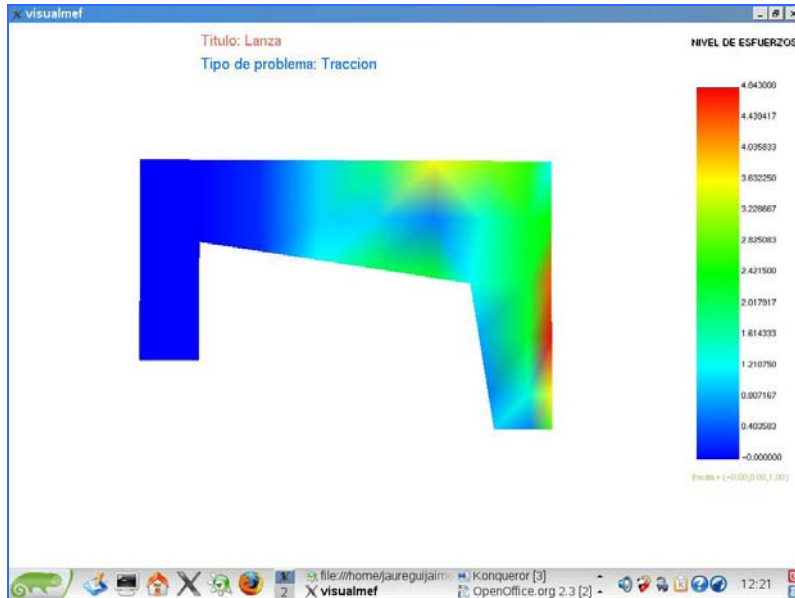 visualmef
Titulo: Lanza
Tipo de problema: Traccion
NIVEL DE ESFUERZOS
4.843000
4.439417
4.035833
3.632250
3.228667
2.825083
2.421500
2.017917
1.614333
1.210750
0.807167
0.403583
-0.000000
file:///home/jaureguijaime
visualmef
1
2
Konqueror [3]
OpenOffice.org 2.3 [2]
12:21